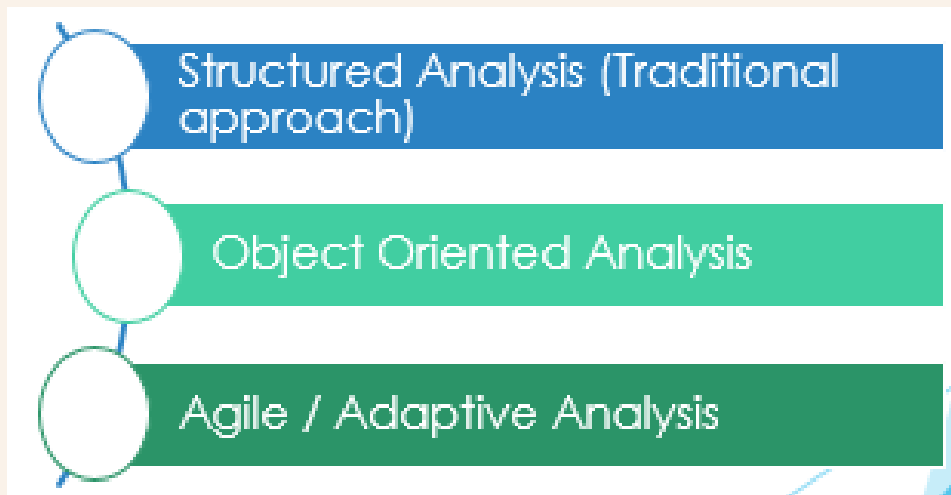 Structured Analysis (Traditional
approach)
Object Oriented Analysis
Agile / Adaptive Analysis